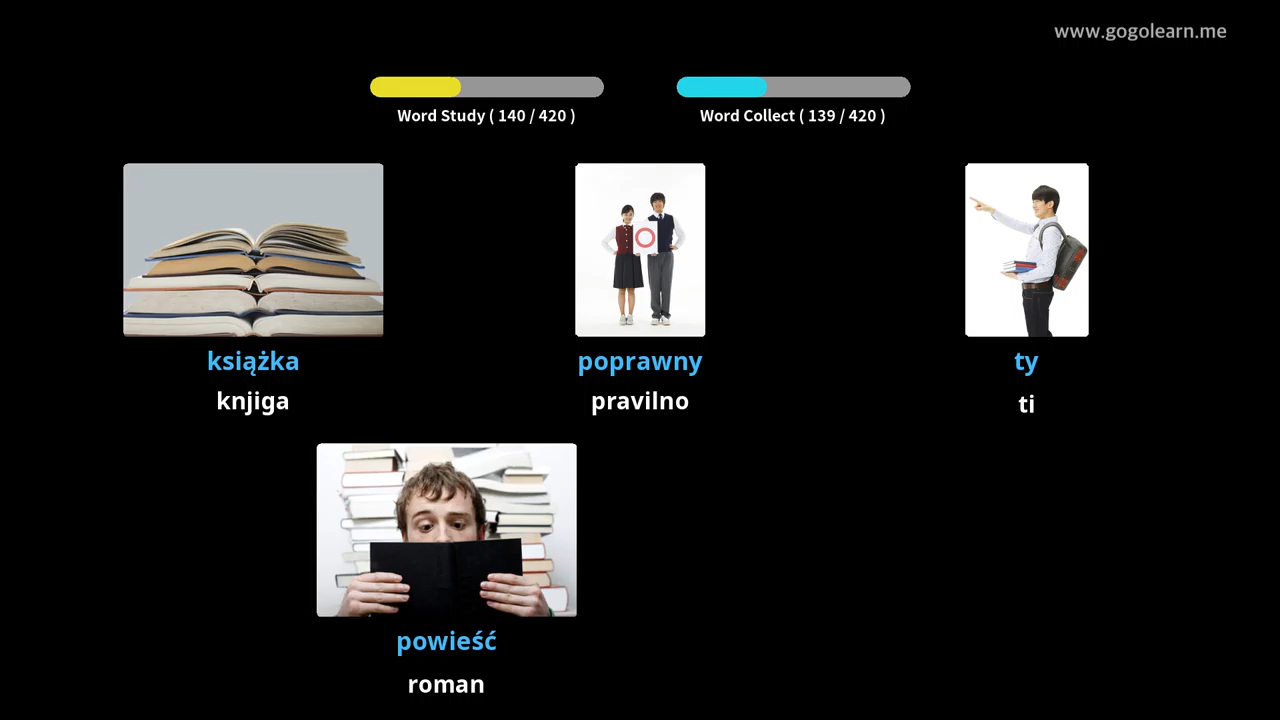 www.gogolearn.me
Word Study ( 140 / 420 )
Word Collect ( 139 / 420 )
książka
knjiga
poprawny
pravilno
ty
ti
powieść
roman